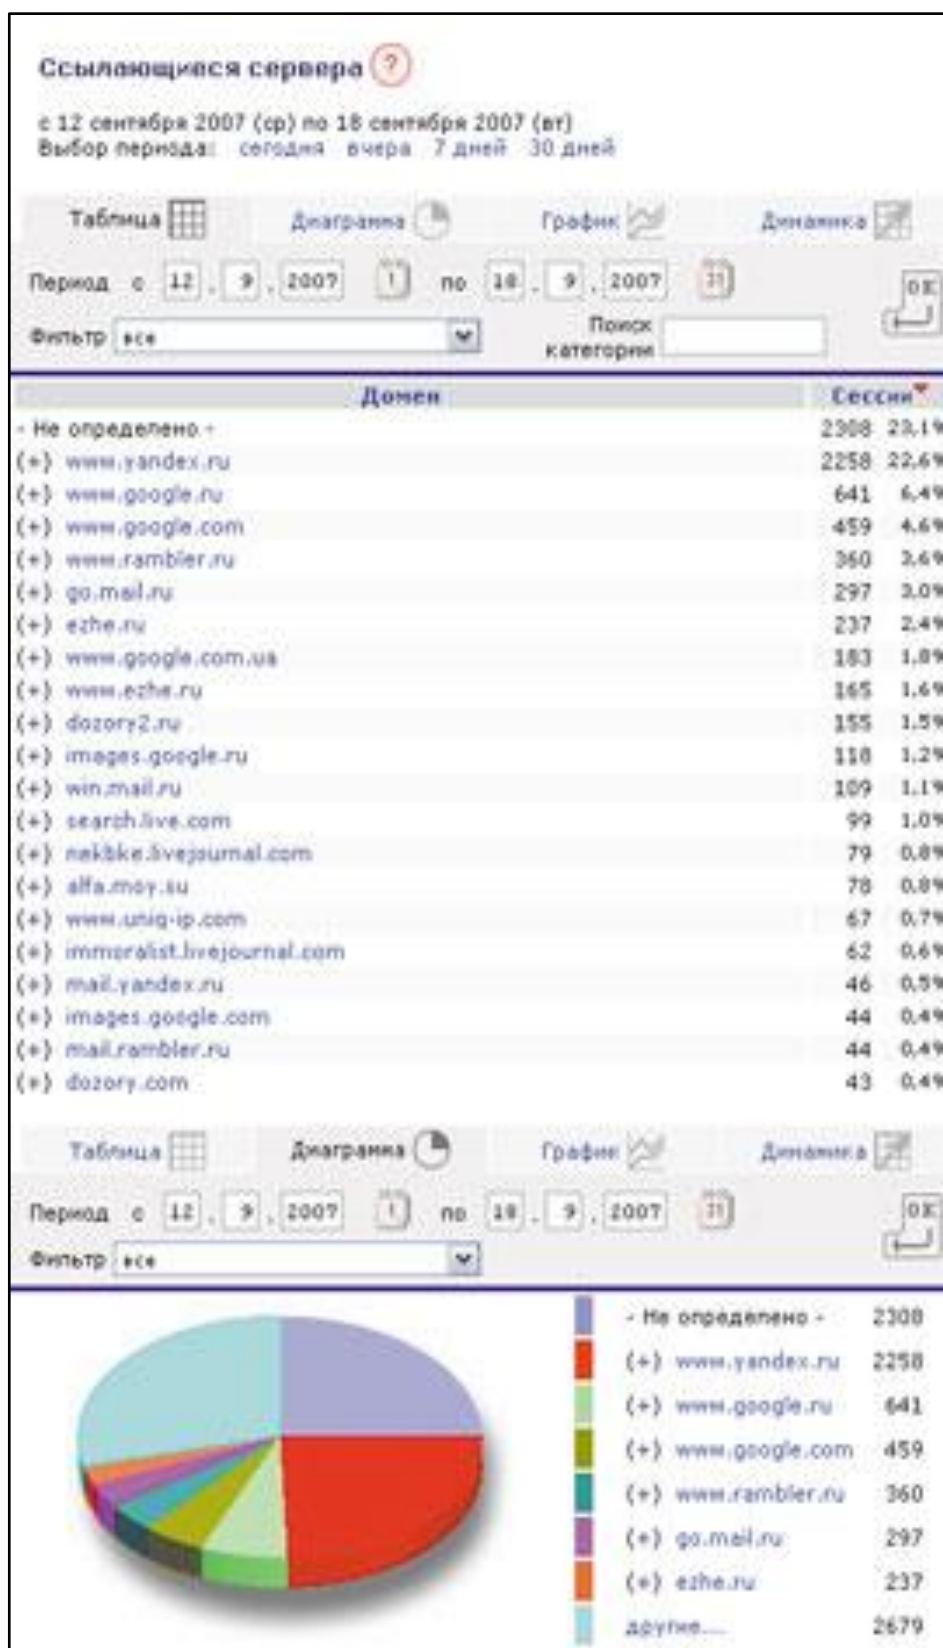 Ссылающиеся сервера ?
с 12 сентября 2007 (ср) по 18 сентября 2007 (вт)
Выбор периода: сегодня вчера 7 дней 30 дней
Таблица Диаграмма График Динамика
Период с 12 . 9 . 2007 1 по 18 . 9 . 2007 31 OK
Фильтр все Поиск категории
Домен Сессии
- Не определено - 2308 23,1%
(+) www.yandex.ru 2258 22,6%
(+) www.google.ru 641 6,4%
(+) www.google.com 459 4,6%
(+) www.rambler.ru 360 3,6%
(+) go.mail.ru 297 3,0%
(+) ezhe.ru 237 2,4%
(+) www.google.com.ua 183 1,8%
(+) www.ezhe.ru 165 1,6%
(+) dozory2.ru 155 1,5%
(+) images.google.ru 118 1,2%
(+) win.mail.ru 109 1,1%
(+) search.live.com 99 1,0%
(+) nekbke.livejournal.com 79 0,8%
(+) alfa.moy.su 78 0,8%
(+) www.uniq-ip.com 67 0,7%
(+) immoralist.livejournal.com 62 0,6%
(+) mail.yandex.ru 46 0,5%
(+) images.google.com 44 0,4%
(+) mail.rambler.ru 44 0,4%
(+) dozory.com 43 0,4%
Таблица Диаграмма График Динамика
Период с 12 . 9 . 2007 1 по 18 . 9 . 2007 31 OK
Фильтр все
- Не определено - 2308
(+) www.yandex.ru 2258
(+) www.google.ru 641
(+) www.google.com 459
(+) www.rambler.ru 360
(+) go.mail.ru 297
(+) ezhe.ru 237
другие.... 2679